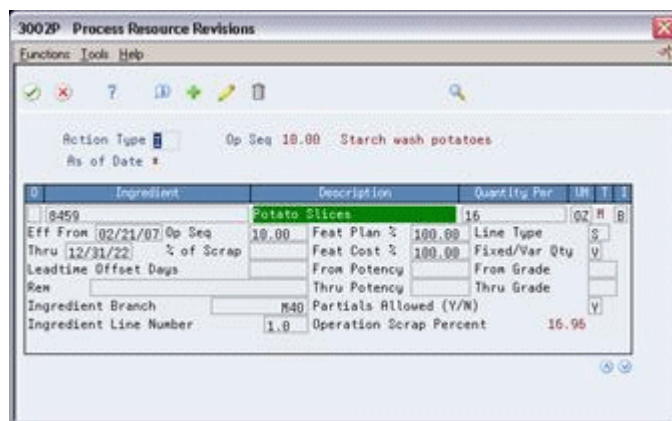 3002P Process Resource Revisions
Functions Tools Help
Action Type I Op Seq 10.00 Starch wash potatoes
As of Date *
O Ingredient Description Quantity Per UM T I
8459 Potato Slices 16 OZ M B
Eff From 02/21/07 Op Seq 10.00 Feat Plan % 100.00 Line Type S
Thru 12/31/22 % of Scrap Feat Cost % 100.00 Fixed/Var Qty V
Leadtime Offset Days From Potency From Grade
Rem Thru Potency Thru Grade
Ingredient Branch M40 Partials Allowed (Y/N) Y
Ingredient Line Number 1.0 Operation Scrap Percent 16.96